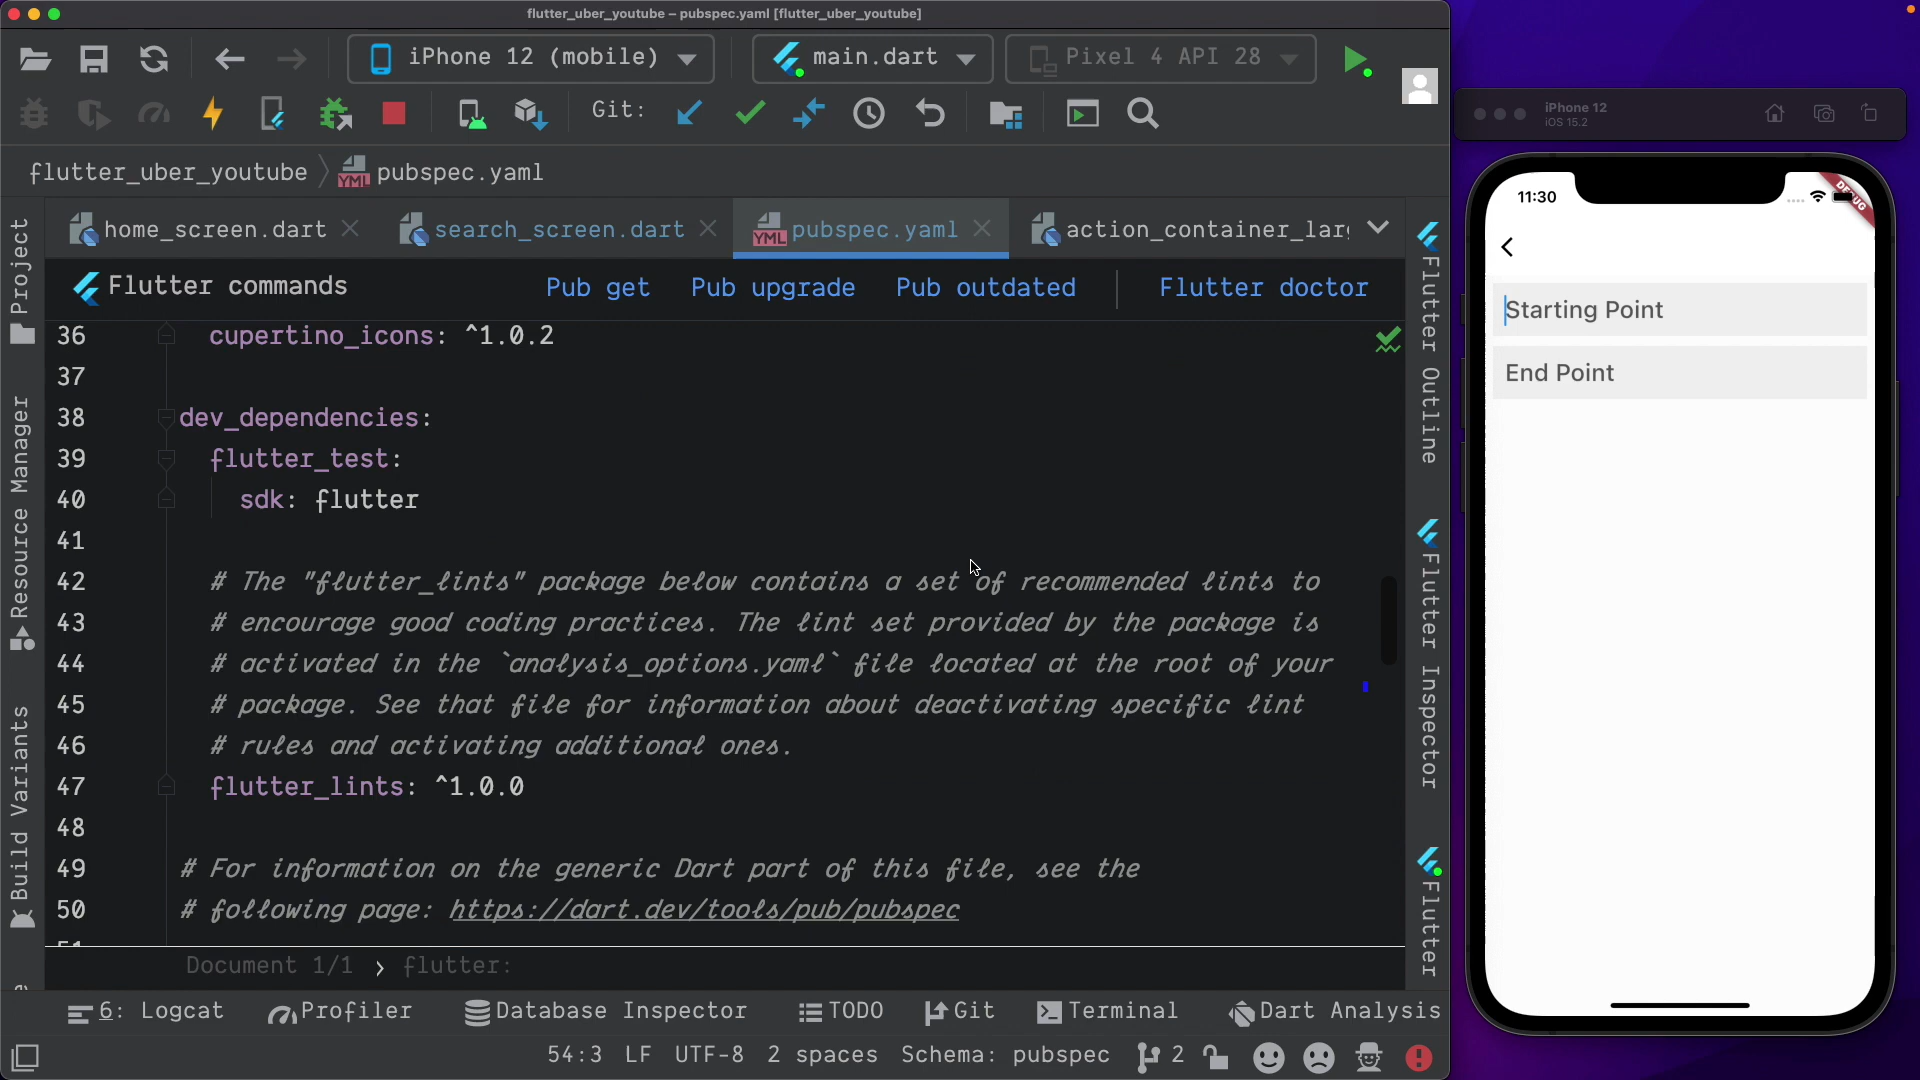 flutter_uber_youtube – pubspec.yaml [flutter_uber_youtube]
iPhone 12 (mobile)
main.dart
Pixel 4 API 28
Git:
flutter_uber_youtube
pubspec.yaml
home_screen.dart
search_screen.dart
pubspec.yaml
action_container_larg
Flutter commands
Pub get
Pub upgrade
Pub outdated
Flutter doctor
36 cupertino_icons: ^1.0.2
37
38 dev_dependencies:
39 flutter_test:
40 sdk: flutter
41
42 # The "flutter_lints" package below contains a set of recommended lints to
43 # encourage good coding practices. The lint set provided by the package is
44 # activated in the `analysis_options.yaml` file located at the root of your
45 # package. See that file for information about deactivating specific lint
46 # rules and activating additional ones.
47 flutter_lints: ^1.0.0
48
49 # For information on the generic Dart part of this file, see the
50 # following page: https://dart.dev/tools/pub/pubspec
51
Document 1/1 › flutter:
Project
Resource Manager
Build Variants
Flutter Outline
Flutter Inspector
Flutter
6: Logcat
Profiler
Database Inspector
TODO
Git
Terminal
Dart Analysis
54:3
LF
UTF-8
2 spaces
Schema: pubspec
2
iPhone 12
iOS 15.2
11:30
DEBUG
Starting Point
End Point